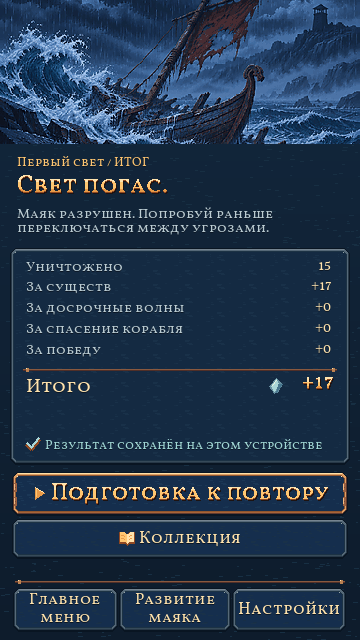 Первый свет / ИТОГ
Свет погас.
Маяк разрушен. Попробуй раньше
переключаться между угрозами.
Уничтожено 15
За существ +17
За досрочные волны +0
За спасение корабля +0
За победу +0
Итого +17
Результат сохранён на этом устройстве
Подготовка к повтору
Коллекция
Главное
меню
Развитие
маяка
Настройки